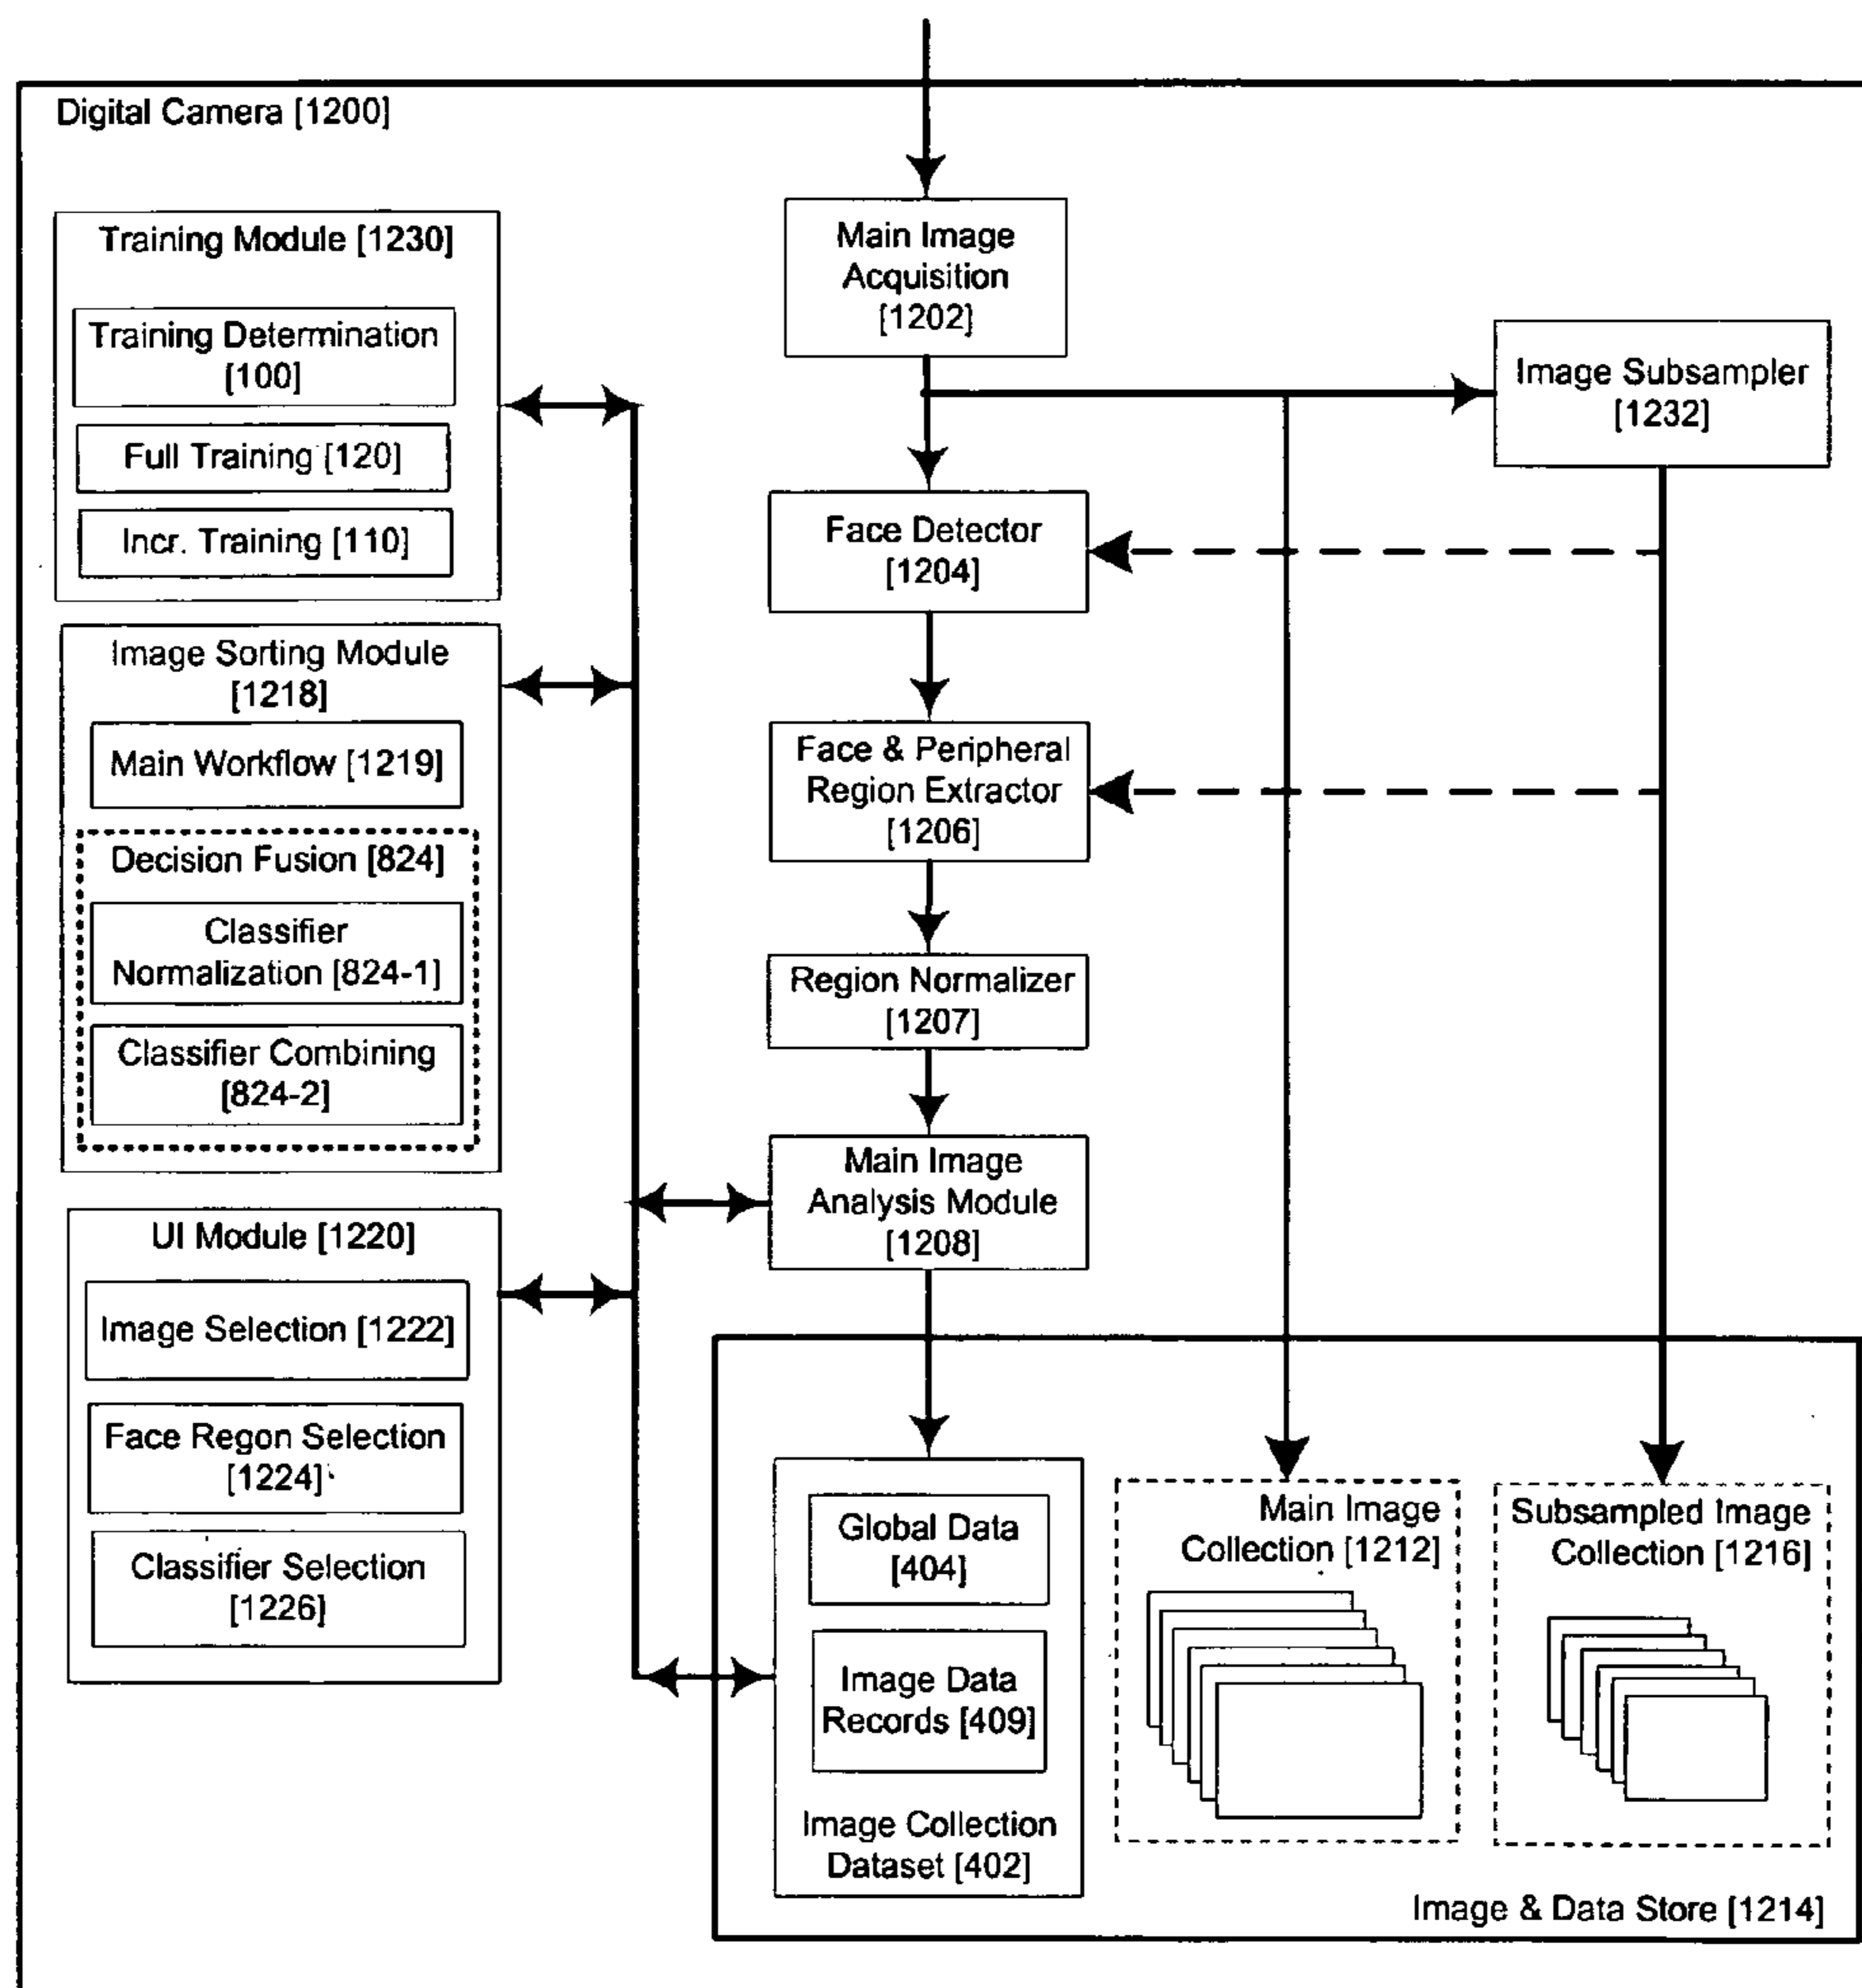 Digital Camera [1200]
Training Module [1230]
Training Determination
[100]
Full Training [120]
Incr. Training [110]
Image Sorting Module
[1218]
Main Workflow [1219]
Decision Fusion [824]
Classifier
Normalization [824-1]
Classifier Combining
[824-2]
UI Module [1220]
Image Selection [1222]
Face Regon Selection
[1224]
Classifier Selection
[1226]
Main Image
Acquisition
[1202]
Image Subsampler
[1232]
Face Detector
[1204]
Face & Peripheral
Region Extractor
[1206]
Region Normalizer
[1207]
Main Image
Analysis Module
[1208]
Global Data
[404]
Image Data
Records [409]
Image Collection
Dataset [402]
Main Image
Collection [1212]
Subsampled Image
Collection [1216]
Image & Data Store [1214]